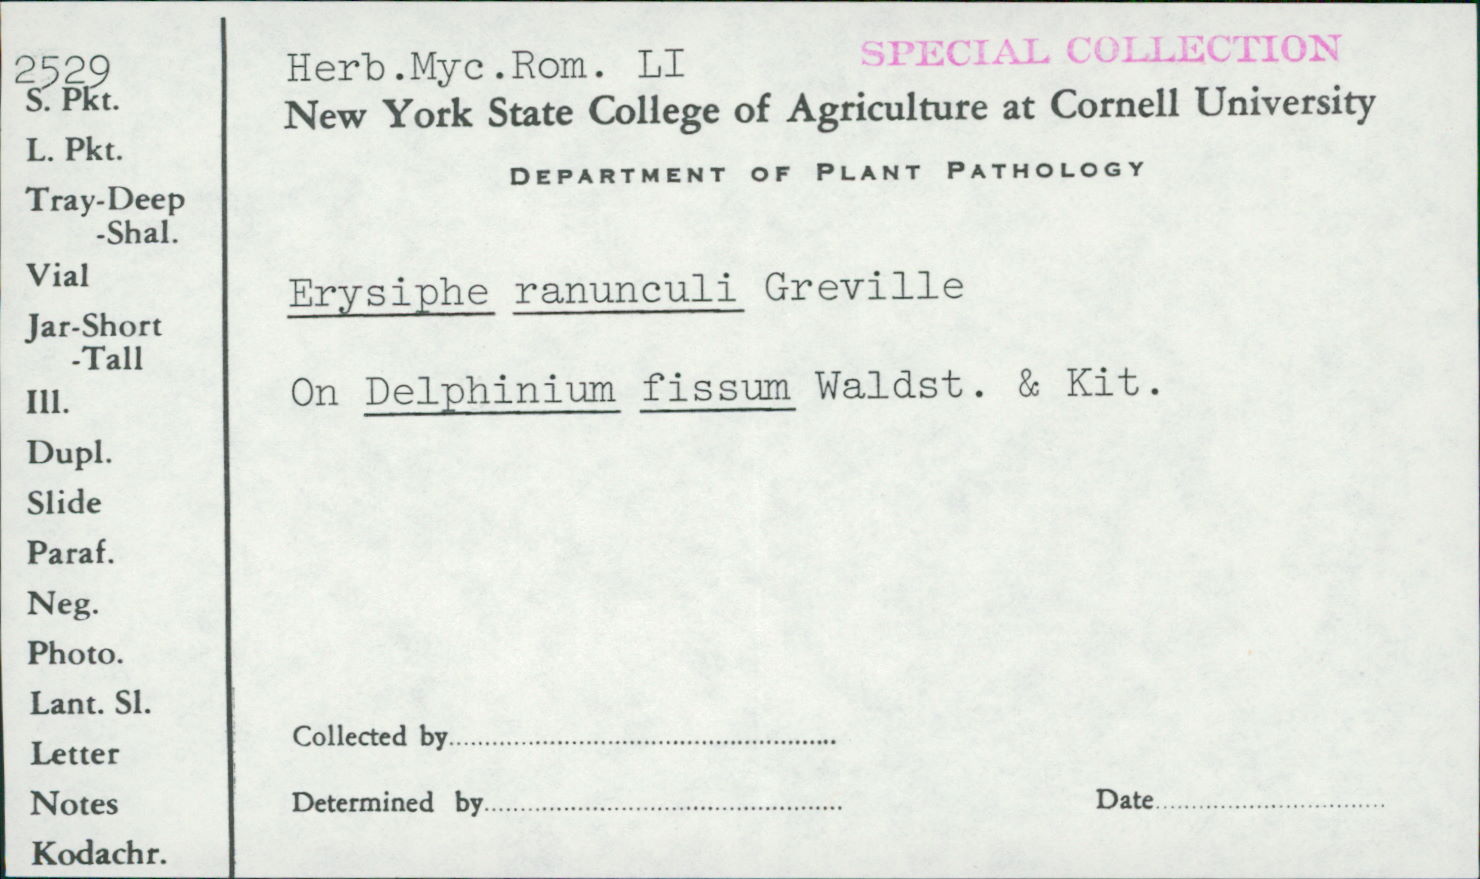 2529
S. Pkt.
L. Pkt.
Tray-Deep
-Shal.
Vial
Jar-Short
-Tall
Ill.
Dupl.
Slide
Paraf.
Neg.
Photo.
Lant. Sl.
Letter
Notes
Kodachr.
Herb.Myc.Rom. LI
SPECIAL COLLECTION
New York State College of Agriculture at Cornell University
DEPARTMENT OF PLANT PATHOLOGY
Erysiphe ranunculi Greville
On Delphinium fissum Waldst. & Kit.
Collected by
Determined by
Date